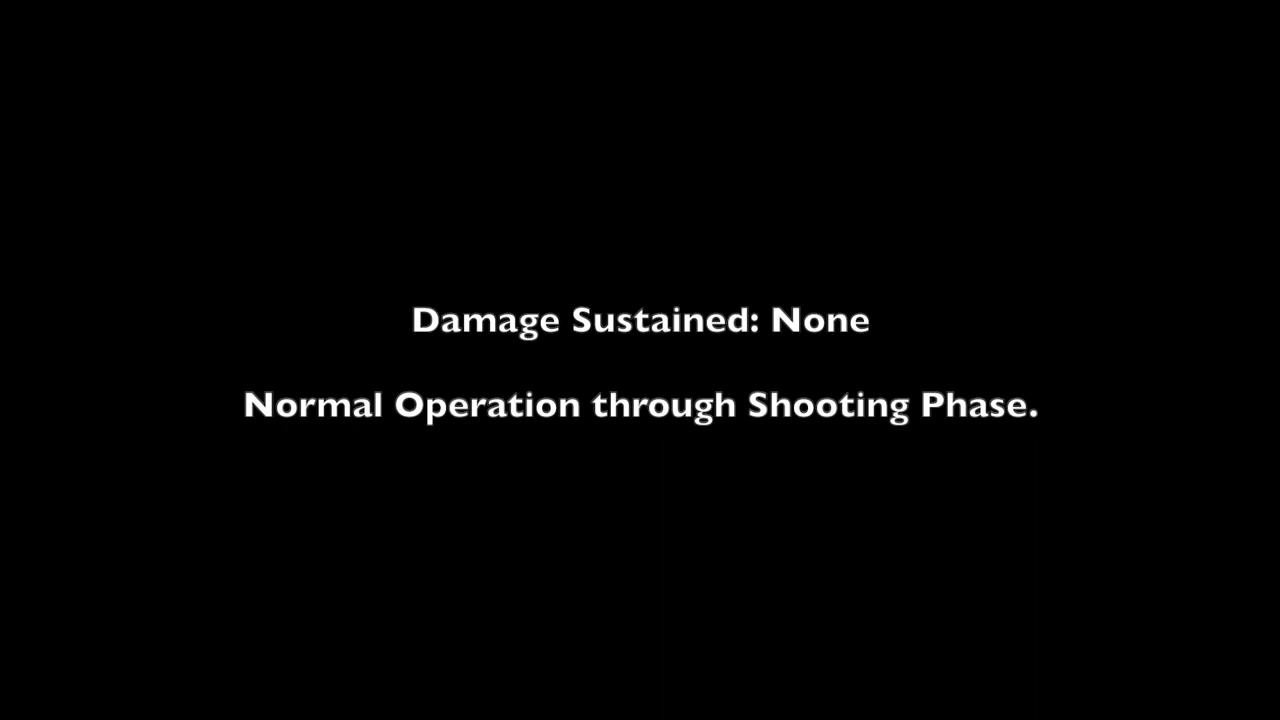 Damage Sustained: None
Normal Operation through Shooting Phase.